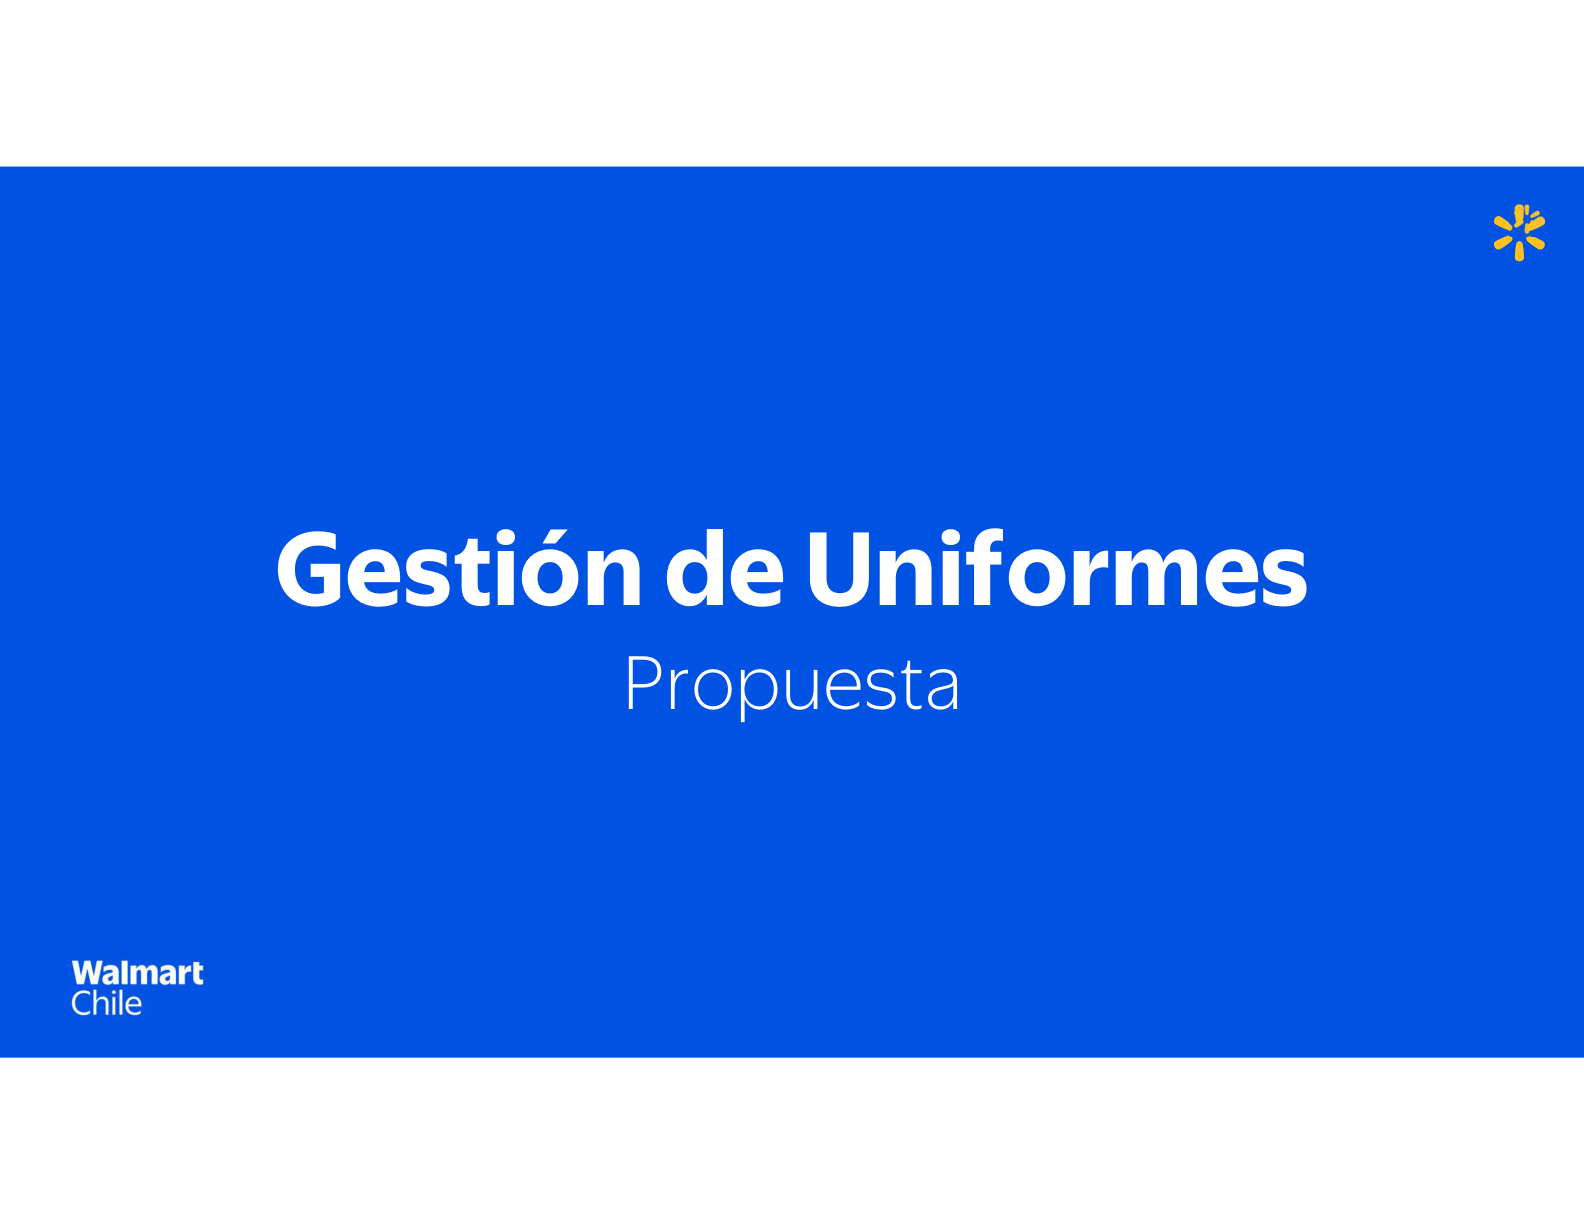 Gestión de Uniformes
Propuesta
Walmart
Chile